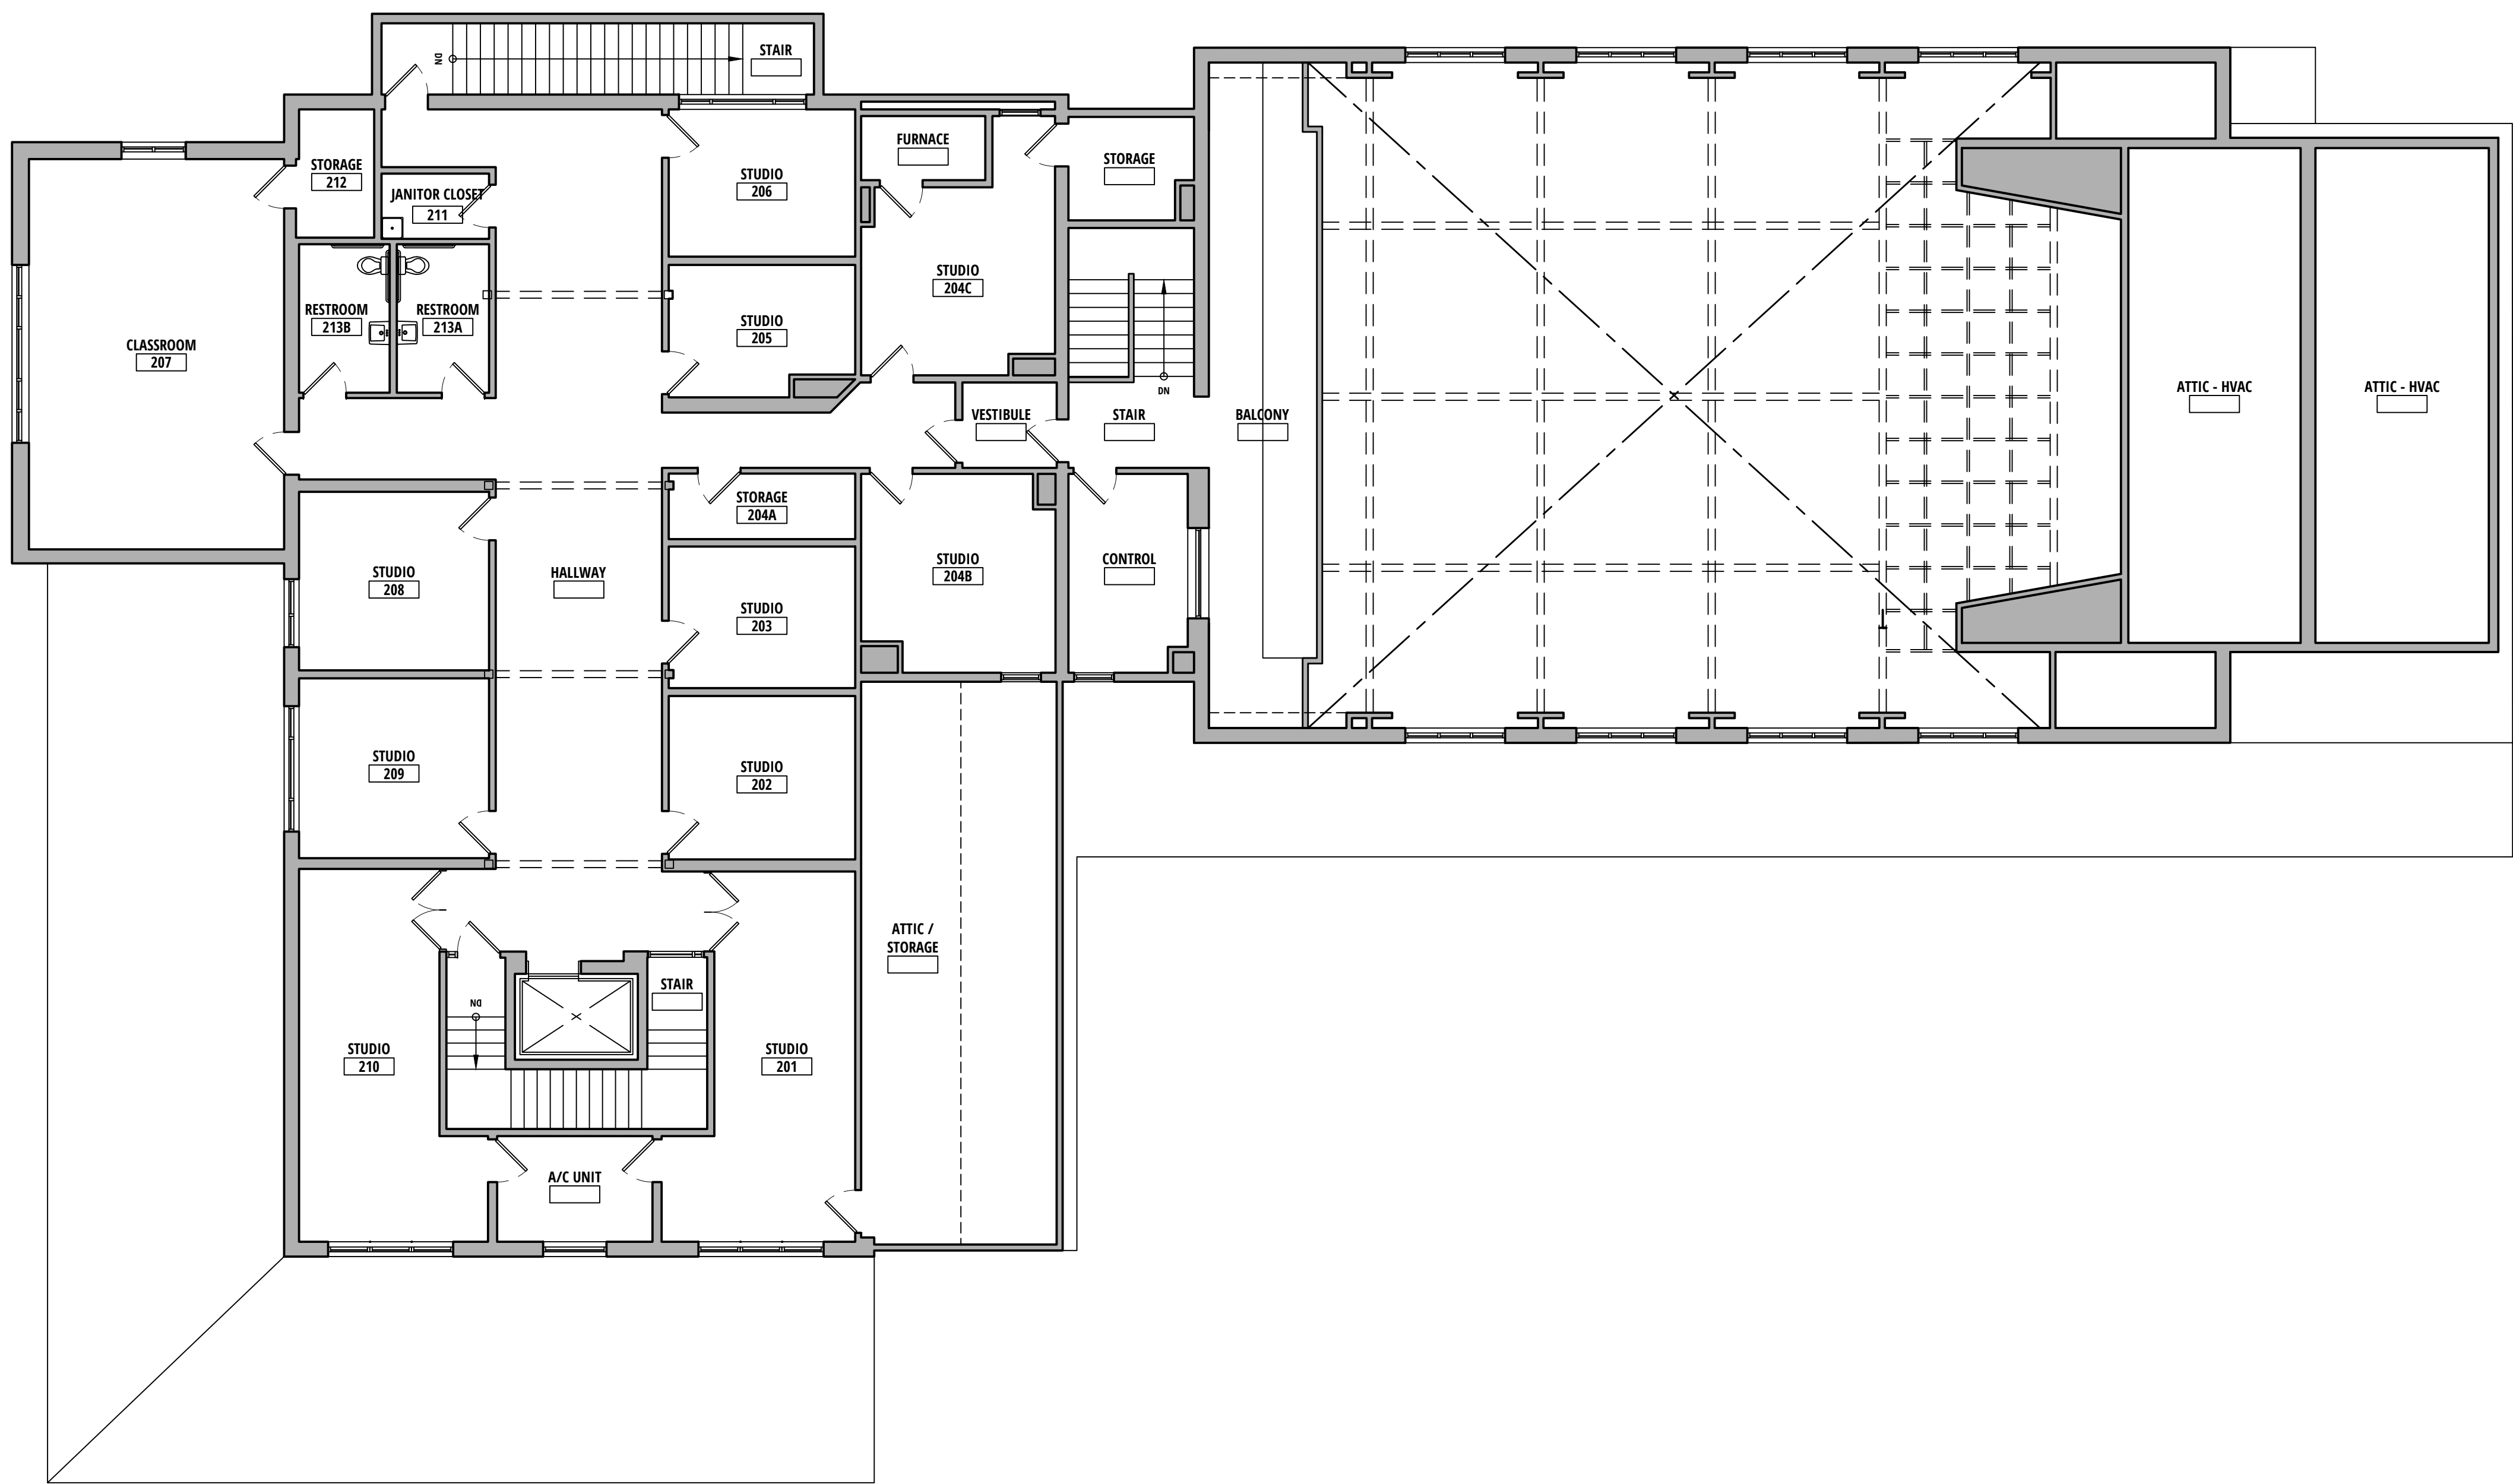 DN
STAIR
STORAGE
212
JANITOR CLOSET
211
STUDIO
206
FURNACE
STORAGE
STUDIO
204C
RESTROOM
213B
RESTROOM
213A
STUDIO
205
CLASSROOM
207
DN
VESTIBULE
STAIR
BALCONY
ATTIC - HVAC
ATTIC - HVAC
STORAGE
204A
STUDIO
208
HALLWAY
STUDIO
203
STUDIO
204B
CONTROL
STUDIO
209
STUDIO
202
ATTIC /
STORAGE
DN
STAIR
STUDIO
210
STUDIO
201
A/C UNIT